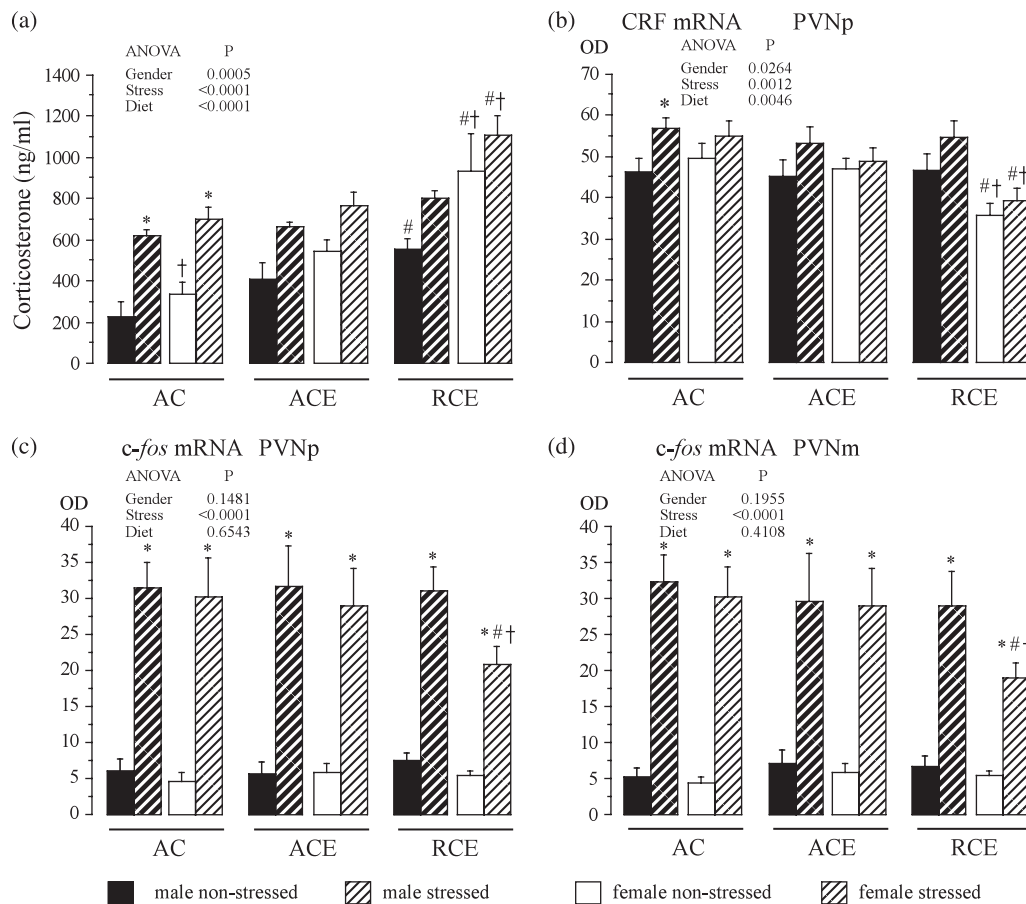 (a)
ANOVA P
Gender 0.0005
Stress <0.0001
Diet <0.0001
Corticosterone (ng/ml)
1400
1200
1000
800
600
400
200
0
* † * # #† #†
AC ACE RCE
(b) CRF mRNA PVNp
OD
ANOVA P
Gender 0.0264
Stress 0.0012
Diet 0.0046
70
60
50
40
30
20
10
0
* #† #†
AC ACE RCE
(c) c-fos mRNA PVNp
ANOVA P
Gender 0.1481
Stress <0.0001
Diet 0.6543
OD
40
35
30
25
20
15
10
5
0
* * * * * *#†
AC ACE RCE
(d) c-fos mRNA PVNm
ANOVA P
Gender 0.1955
Stress <0.0001
Diet 0.4108
OD
40
35
30
25
20
15
10
5
0
* * * * * *#
AC ACE RCE
male non-stressed male stressed female non-stressed female stressed